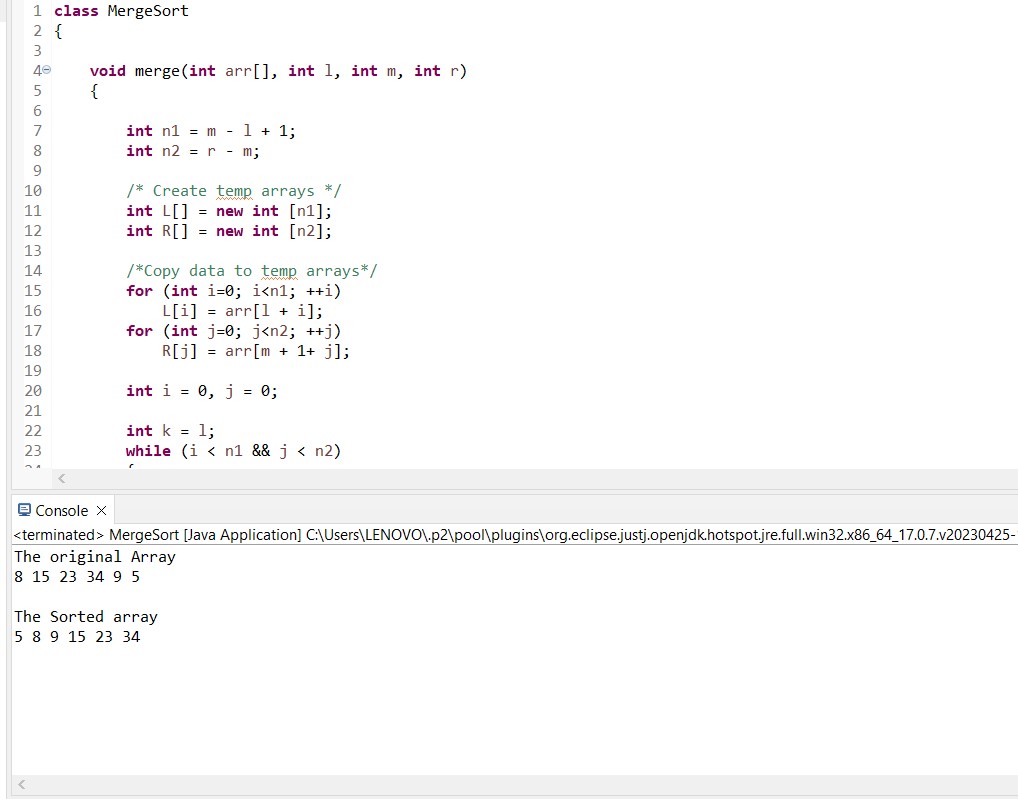 1 class MergeSort
2 {
3
4 void merge(int arr[], int l, int m, int r)
5 {
6
7 int n1 = m - l + 1;
8 int n2 = r - m;
9
10 /* Create temp arrays */
11 int L[] = new int [n1];
12 int R[] = new int [n2];
13
14 /*Copy data to temp arrays*/
15 for (int i=0; i<n1; ++i)
16 L[i] = arr[l + i];
17 for (int j=0; j<n2; ++j)
18 R[j] = arr[m + 1+ j];
19
20 int i = 0, j = 0;
21
22 int k = l;
23 while (i < n1 && j < n2)
Console
<terminated> MergeSort [Java Application] C:\Users\LENOVO\.p2\pool\plugins\org.eclipse.justj.openjdk.hotspot.jre.full.win32.x86_64_17.0.7.v20230425-
The original Array
8 15 23 34 9 5
The Sorted array
5 8 9 15 23 34